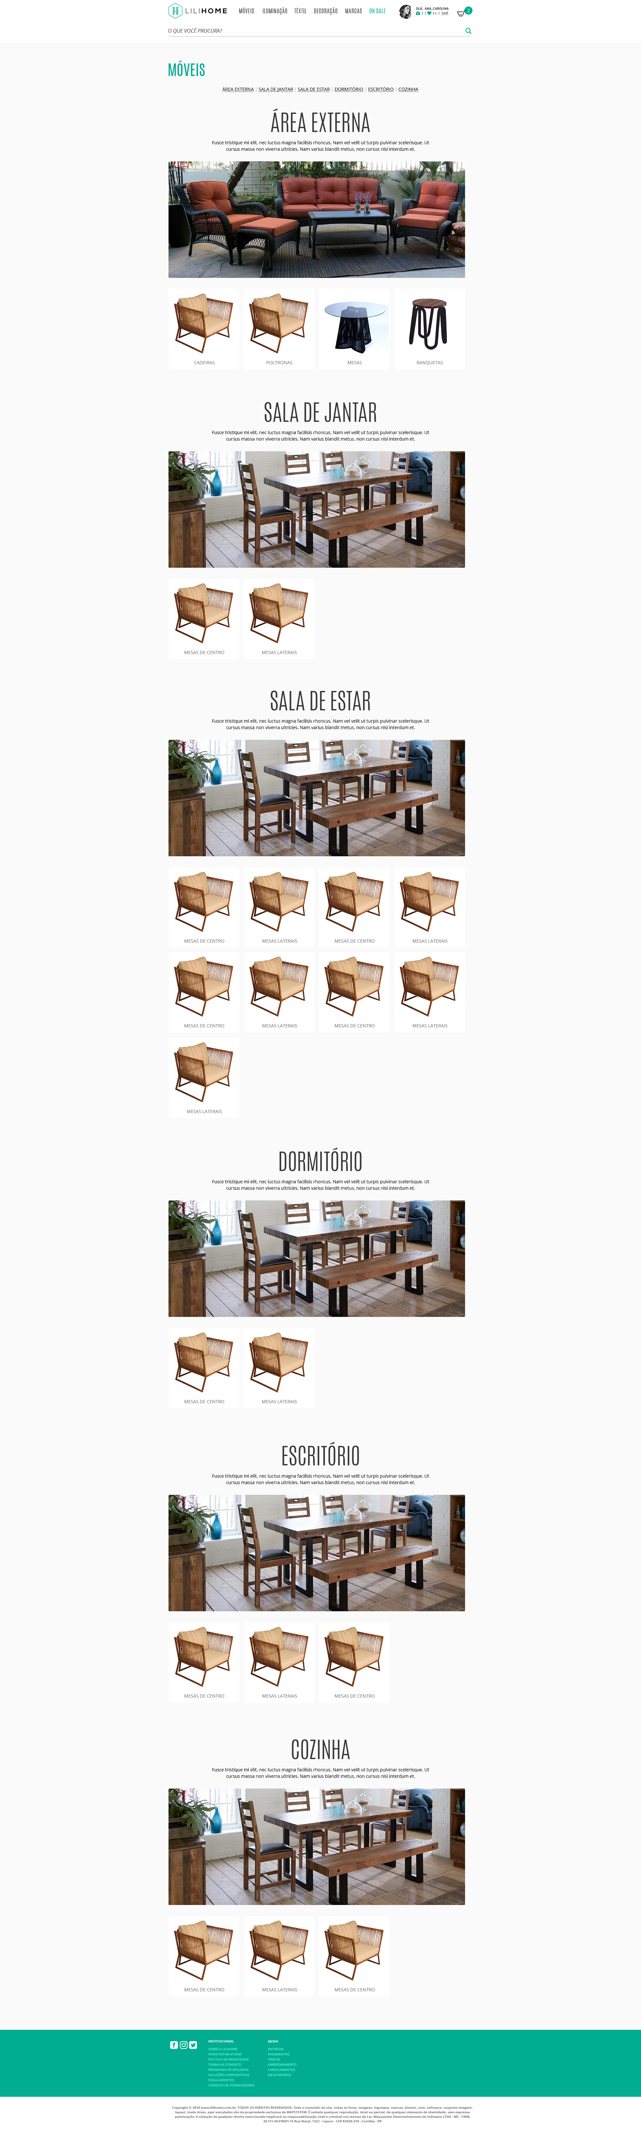 LILIHOME
MÓVEIS ILUMINAÇÃO TÊXTIL DECORAÇÃO MARCAS ON SALE
OLÁ, ANA_CAROLINA
O QUE VOCÊ PROCURA?
MÓVEIS
ÁREA EXTERNA | SALA DE JANTAR | SALA DE ESTAR | DORMITÓRIO | ESCRITÓRIO | COZINHA
ÁREA EXTERNA
Fusce tristique mi elit, nec luctus magna facilisis rhoncus. Nam vel velit ut turpis pulvinar scelerisque. Ut
cursus massa non viverra ultricies. Nam varius blandit metus, non cursus nisi interdum et.
CADEIRAS POLTRONAS MESAS BANQUETAS
SALA DE JANTAR
Fusce tristique mi elit, nec luctus magna facilisis rhoncus. Nam vel velit ut turpis pulvinar scelerisque. Ut
cursus massa non viverra ultricies. Nam varius blandit metus, non cursus nisi interdum et.
MESAS DE CENTRO MESAS LATERAIS
SALA DE ESTAR
Fusce tristique mi elit, nec luctus magna facilisis rhoncus. Nam vel velit ut turpis pulvinar scelerisque. Ut
cursus massa non viverra ultricies. Nam varius blandit metus, non cursus nisi interdum et.
MESAS DE CENTRO MESAS LATERAIS MESAS DE CENTRO MESAS LATERAIS
MESAS DE CENTRO MESAS LATERAIS MESAS DE CENTRO MESAS LATERAIS
MESAS LATERAIS
DORMITÓRIO
Fusce tristique mi elit, nec luctus magna facilisis rhoncus. Nam vel velit ut turpis pulvinar scelerisque. Ut
cursus massa non viverra ultricies. Nam varius blandit metus, non cursus nisi interdum et.
MESAS DE CENTRO MESAS LATERAIS
ESCRITÓRIO
Fusce tristique mi elit, nec luctus magna facilisis rhoncus. Nam vel velit ut turpis pulvinar scelerisque. Ut
cursus massa non viverra ultricies. Nam varius blandit metus, non cursus nisi interdum et.
MESAS DE CENTRO MESAS LATERAIS MESAS DE CENTRO
COZINHA
Fusce tristique mi elit, nec luctus magna facilisis rhoncus. Nam vel velit ut turpis pulvinar scelerisque. Ut
cursus massa non viverra ultricies. Nam varius blandit metus, non cursus nisi interdum et.
MESAS DE CENTRO MESAS LATERAIS MESAS DE CENTRO
INSTITUCIONAL AJUDA